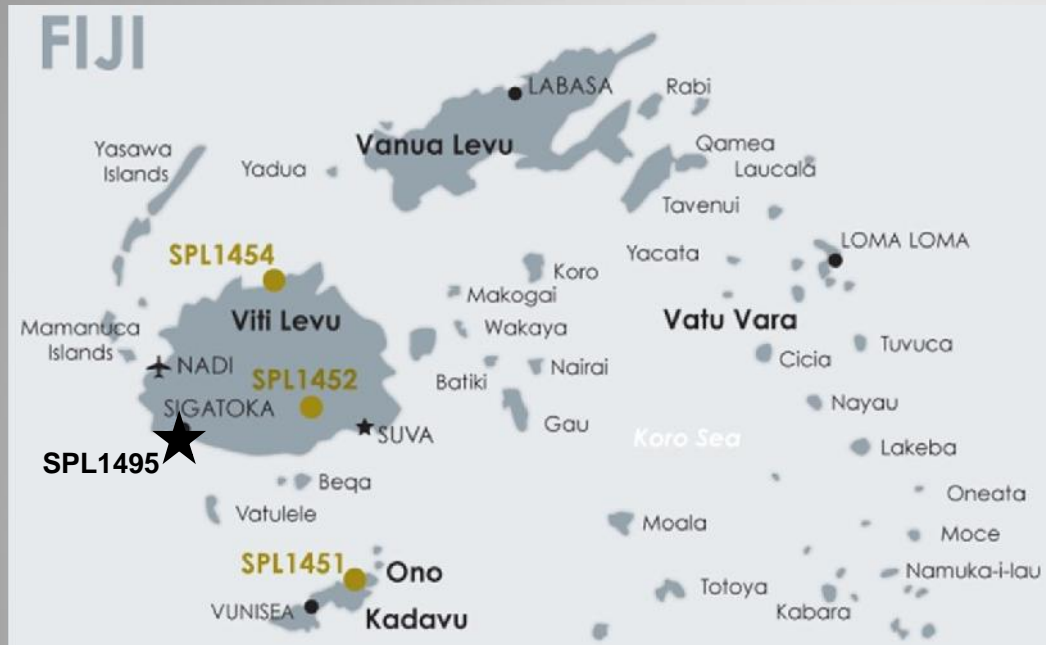 FIJI
LABASA
Rabi
Vanua Levu
Yasawa
Islands
Yadua
Qamea
Laucala
Tavenui
SPL1454
Yacata
LOMA LOMA
Koro
Makogai
Viti Levu
Wakaya
Vatu Vara
Mamanuca
Islands
NADI
Tuvuca
Cicia
Nairai
Batiki
SPL1452
SIGATOKA
Nayau
Gau
SUVA
Koro Sea
Lakeba
SPL1495
Beqa
Oneata
Vatulele
Moala
Moce
SPL1451
Ono
Namuka-i-lau
Totoya
Kabara
VUNISEA
Kadavu